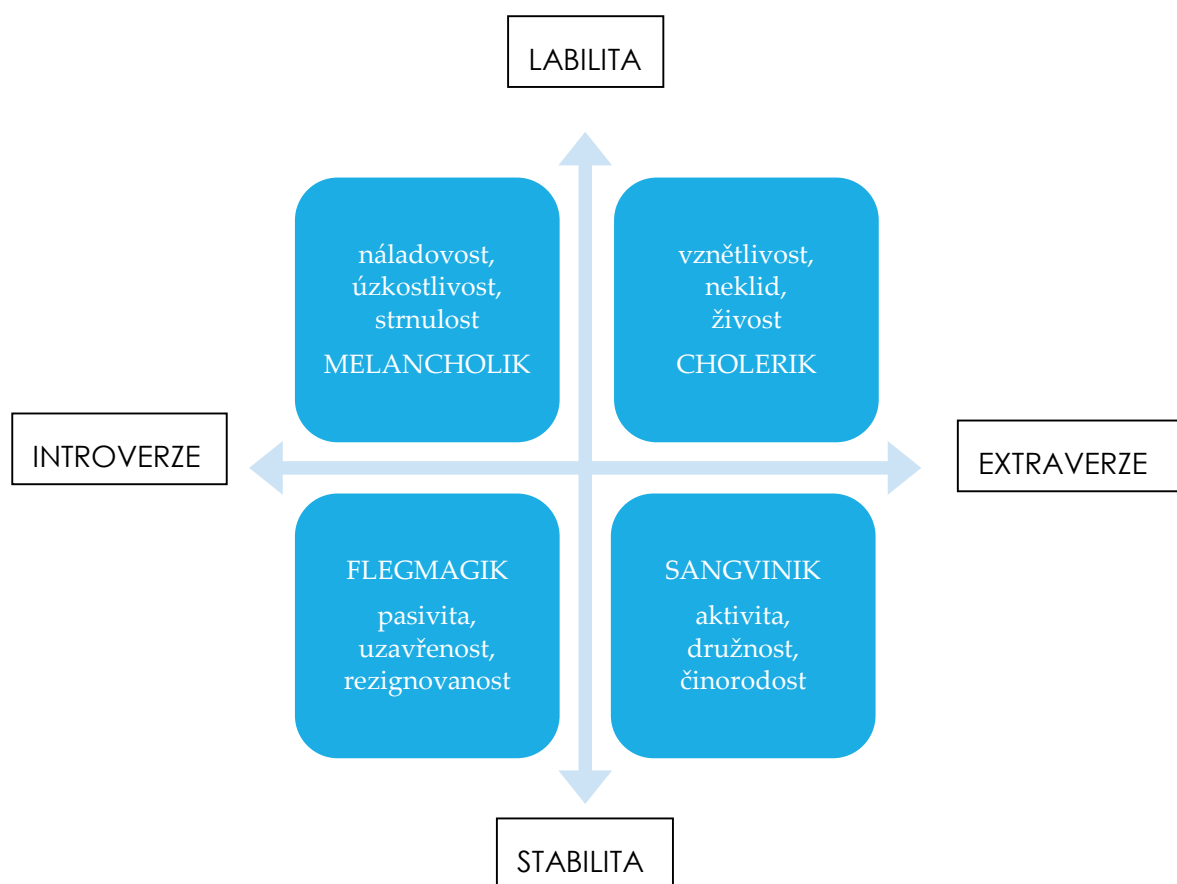 LABILITA
náladovost,
úzkostlivost,
strnulost
MELANCHOLIK
vznětlivost,
neklid,
živost
CHOLERIK
INTROVERZE
EXTRAVERZE
FLEGMAGIK
pasivita,
uzavřenost,
rezignovanost
SANGVINIK
aktivita,
družnost,
činorodost
STABILITA